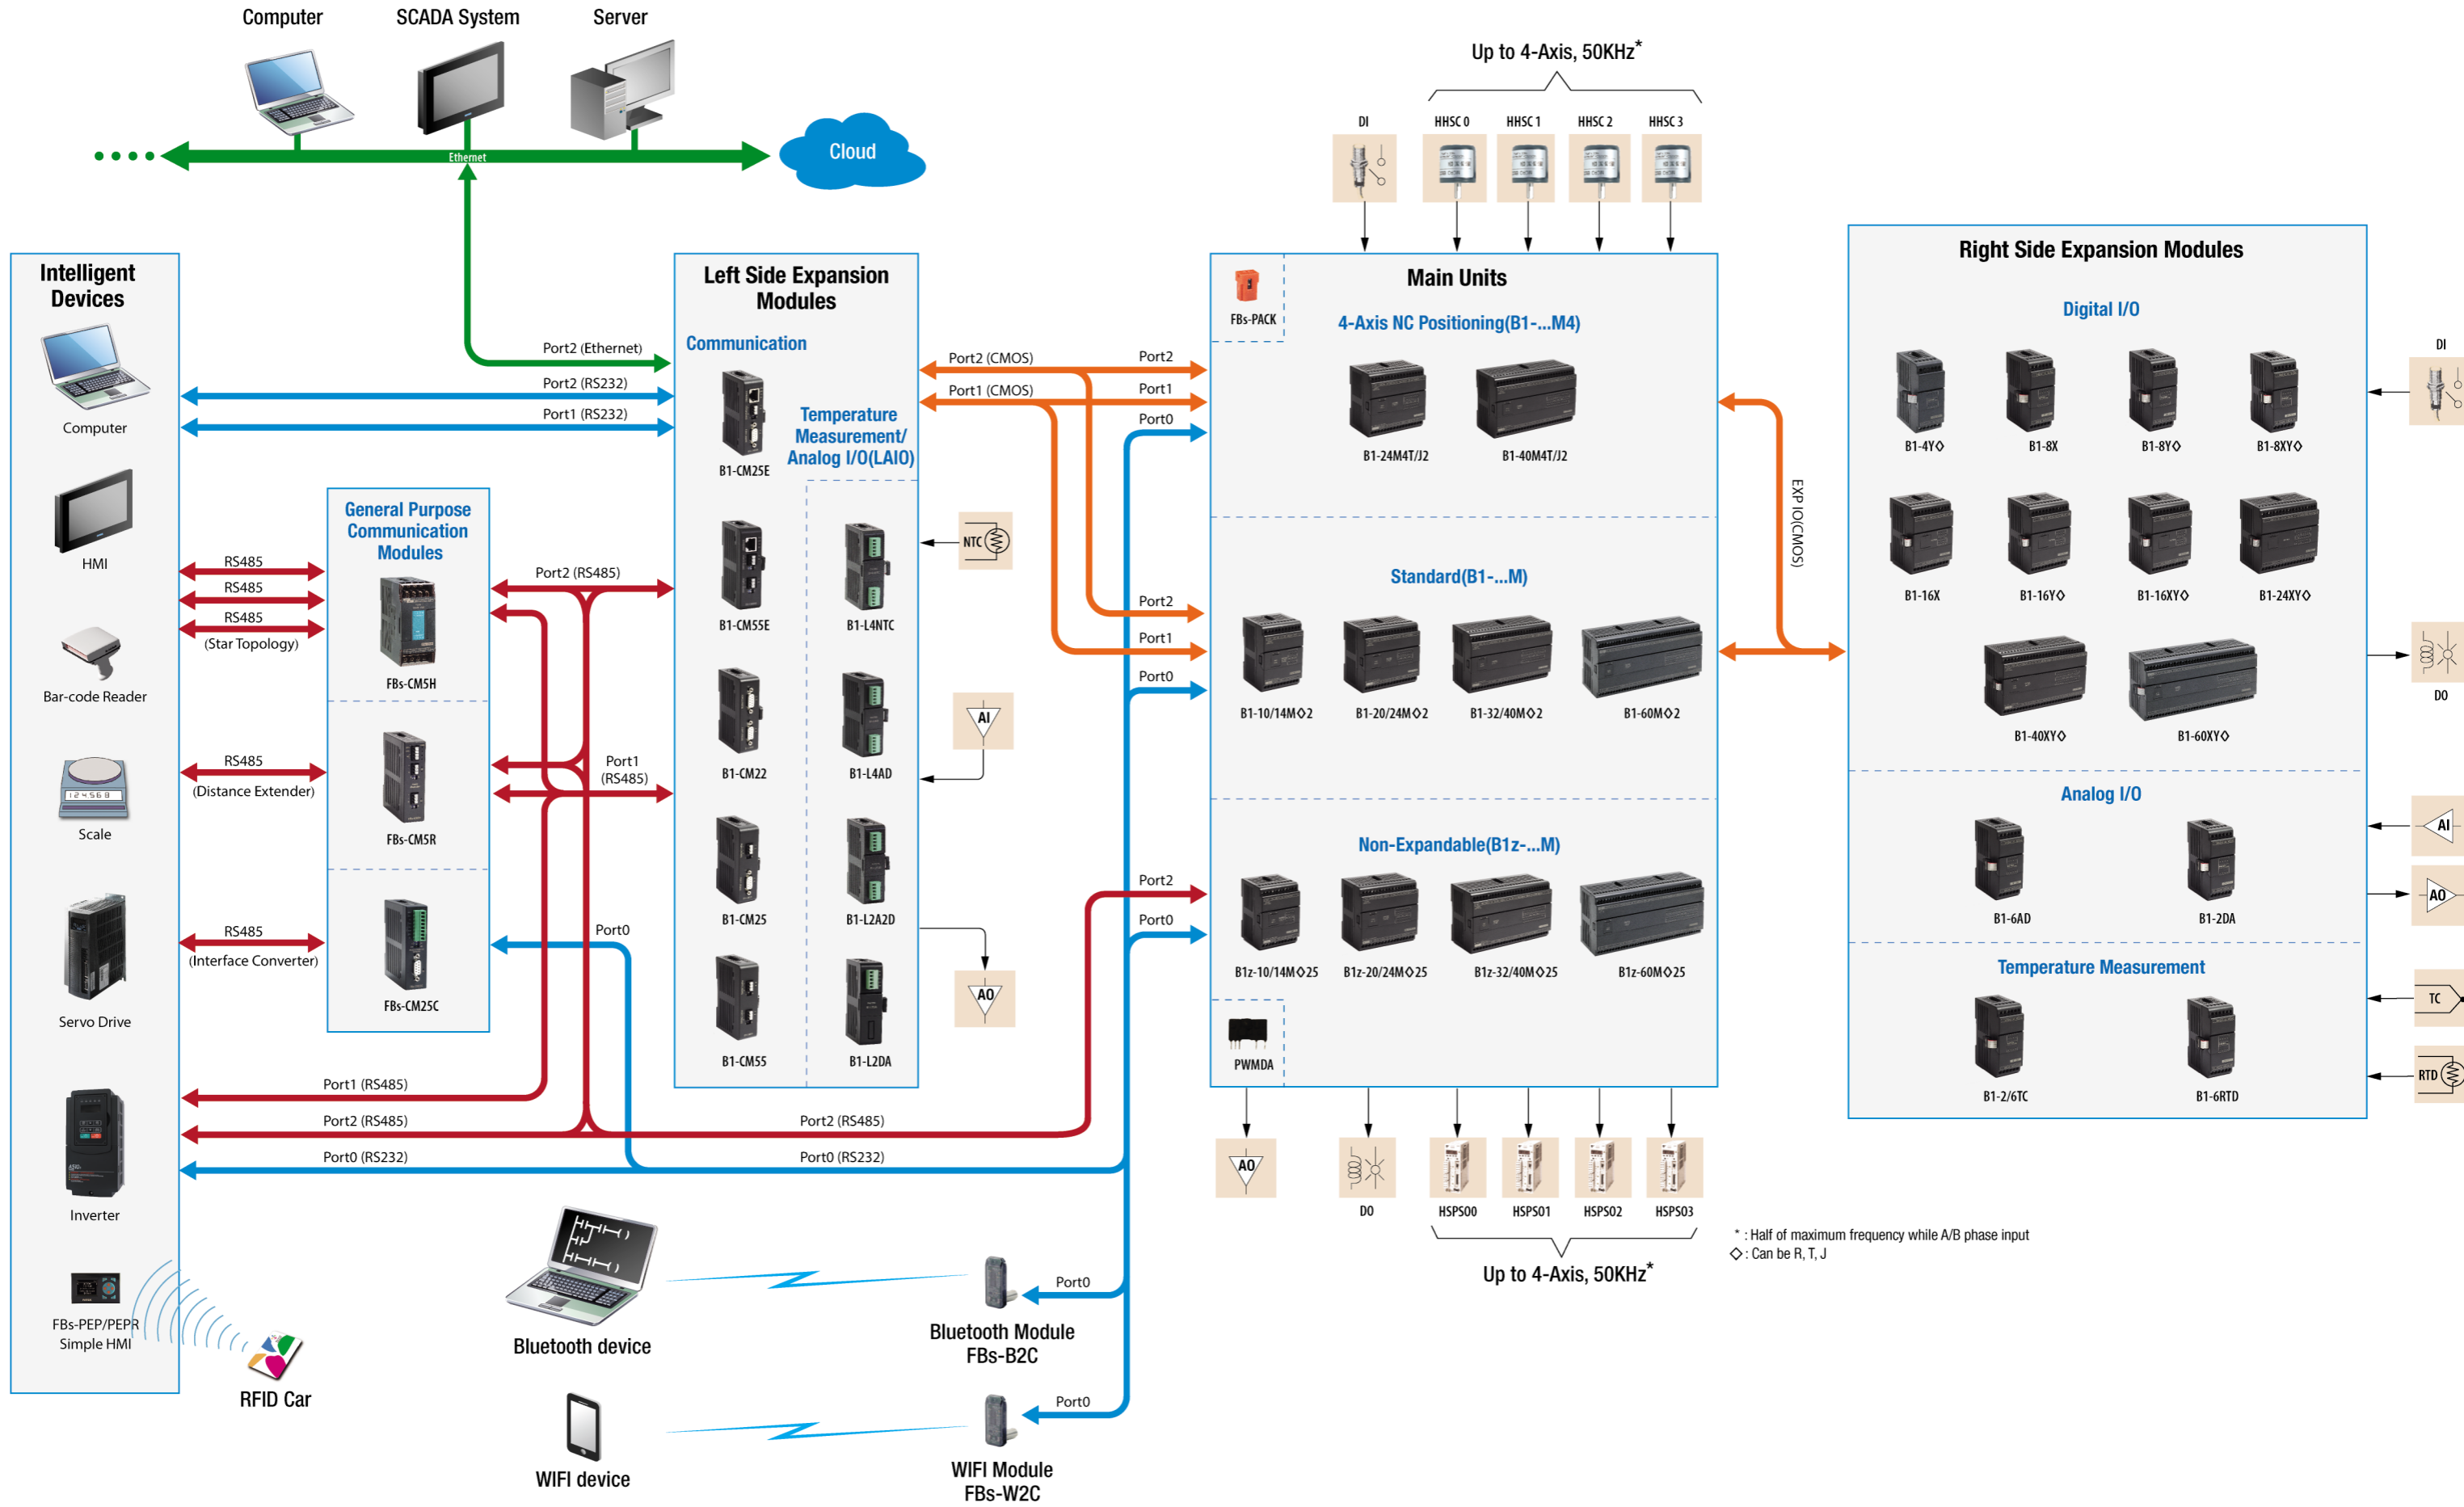 Computer
SCADA System
Server
Ethernet
Cloud
Up to 4-Axis, 50KHz*
DI
HHSC 0
HHSC 1
HHSC 2
HHSC 3
Intelligent
Devices
Computer
HMI
Bar-code Reader
Scale
Servo Drive
Inverter
FBs-PEP/PEPR
Simple HMI
RFID Car
Port2 (Ethernet)
Port2 (RS232)
Port1 (RS232)
RS485
RS485
RS485
(Star Topology)
RS485
(Distance Extender)
RS485
(Interface Converter)
General Purpose
Communication
Modules
FBs-CM5H
FBs-CM5R
FBs-CM25C
Port2 (RS485)
Port1
(RS485)
Port0
Port1 (RS485)
Port2 (RS485)
Port2 (RS485)
Port0 (RS232)
Port0 (RS232)
Left Side Expansion
Modules
Communication
B1-CM25E
B1-CM55E
B1-CM22
B1-CM25
B1-CM55
Temperature
Measurement/
Analog I/O(LAIO)
B1-L4NTC
B1-L4AD
B1-L2A2D
B1-L2DA
NTC
AI
AO
Port2 (CMOS)
Port1 (CMOS)
Port2
Port1
Port0
Port2
Port1
Port0
Port2
Port0
Main Units
FBs-PACK
4-Axis NC Positioning(B1-...M4)
B1-24M4T/J2
B1-40M4T/J2
Standard(B1-...M)
B1-10/14M◇2
B1-20/24M◇2
B1-32/40M◇2
B1-60M◇2
Non-Expandable(B1z-...M)
B1z-10/14M◇25
B1z-20/24M◇25
B1z-32/40M◇25
B1z-60M◇25
PWMDA
AO
DO
HSPSO0
HSPSO1
HSPSO2
HSPSO3
Up to 4-Axis, 50KHz*
EXP IO(CMOS)
Right Side Expansion Modules
Digital I/O
B1-4Y◇
B1-8X
B1-8Y◇
B1-8XY◇
B1-16X
B1-16Y◇
B1-16XY◇
B1-24XY◇
B1-40XY◇
B1-60XY◇
Analog I/O
B1-6AD
B1-2DA
Temperature Measurement
B1-2/6TC
B1-6RTD
DI
DO
AI
AO
TC
RTD
* : Half of maximum frequency while A/B phase input
◇ : Can be R, T, J
Bluetooth device
Bluetooth Module
FBs-B2C
Port0
WIFI device
WIFI Module
FBs-W2C
Port0